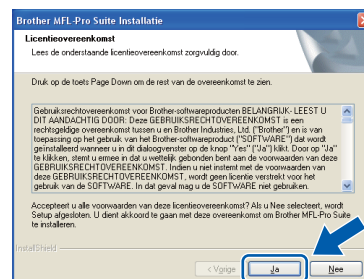 Brother MFL-Pro Suite Installatie
Licentieovereenkomst
Lees de onderstaande licentieovereenkomst zorgvuldig door.
Druk op de toets Page Down om de rest van de overeenkomst te zien.
Gebruiksrechtovereenkomst voor Brother-softwareproducten BELANGRIJK- LEEST U
DIT AANDACHTIG DOOR: Deze GEBRUIKSRECHTOVEREENKOMST is een
rechtsgeldige overeenkomst tussen u en Brother Industries, Ltd. ("Brother") en is van
toepassing op het gebruik van het Brother-softwareproduct ("SOFTWARE") dat wordt
geïnstalleerd wanneer u in dit dialoogvenster op de knop "Yes" ("Ja") klikt. Door op "Ja"
te klikken, stemt u ermee in dat u wettelijk gebonden bent aan de voorwaarden van deze
GEBRUIKSRECHTOVEREENKOMST. Indien u niet instemt met de voorwaarden van
deze GEBRUIKSRECHTOVEREENKOMST, wordt geen licentie verstrekt voor het
gebruik van de SOFTWARE. In dat geval mag u de SOFTWARE niet gebruiken.
Accepteert u alle voorwaarden van deze licentieovereenkomst? Als u Nee selecteert, wordt
Setup afgesloten. U dient akkoord te gaan met deze overeenkomst om Brother MFL-Pro Suite
te installeren.
InstallShield
< Vorige
Ja
Nee